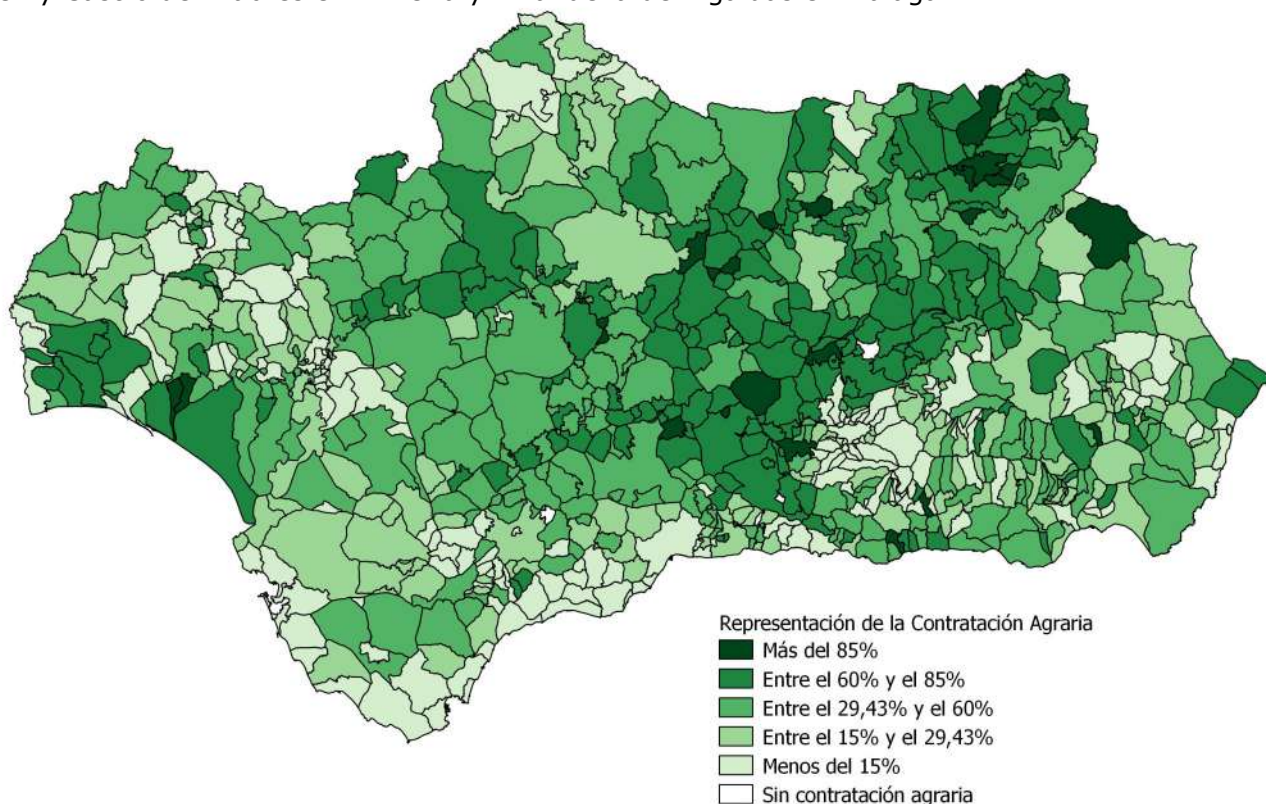 Representación de la Contratación Agraria
Más del 85%
Entre el 60% y el 85%
Entre el 29,43% y el 60%
Entre el 15% y el 29,43%
Menos del 15%
Sin contratación agraria